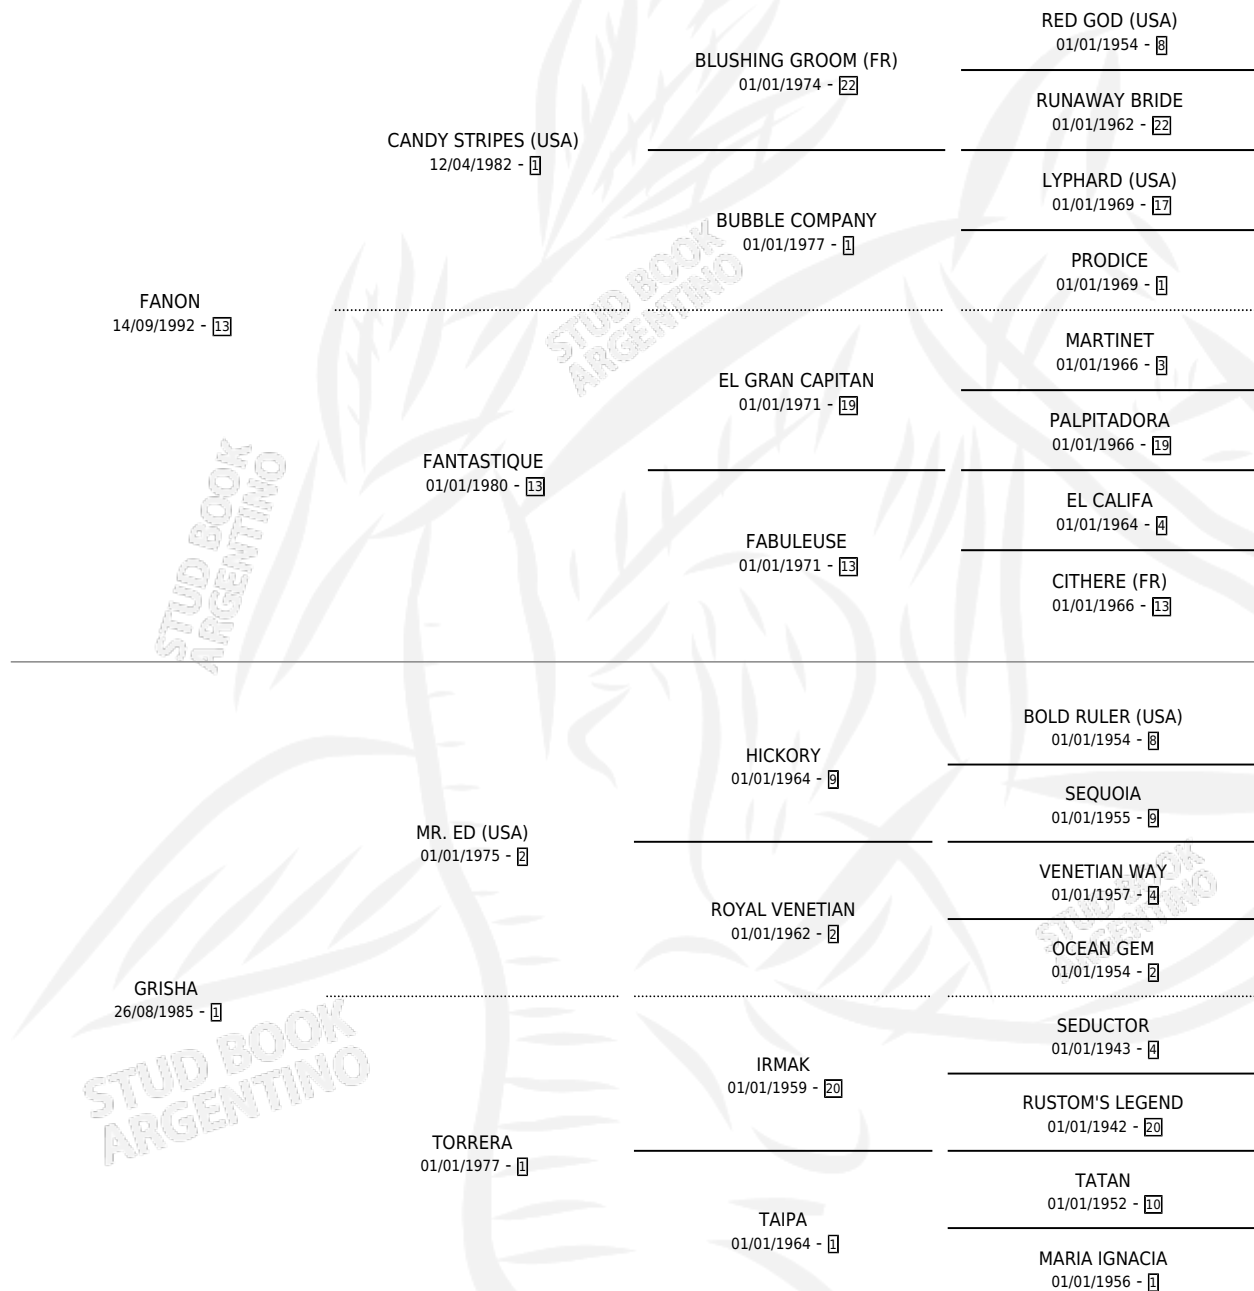 RED GOD (USA)
01/01/1954 - 8
BLUSHING GROOM (FR)
01/01/1974 - 22
RUNAWAY BRIDE
01/01/1962 - 22
CANDY STRIPES (USA)
12/04/1982 - 1
LYPHARD (USA)
01/01/1969 - 17
BUBBLE COMPANY
01/01/1977 - 1
PRODICE
01/01/1969 - 1
FANON
14/09/1992 - 13
MARTINET
01/01/1966 - 3
EL GRAN CAPITAN
01/01/1971 - 19
PALPITADORA
01/01/1966 - 19
FANTASTIQUE
01/01/1980 - 13
EL CALIFA
01/01/1964 - 4
FABULEUSE
01/01/1971 - 13
CITHERE (FR)
01/01/1966 - 13
BOLD RULER (USA)
01/01/1954 - 8
HICKORY
01/01/1964 - 9
SEQUOIA
01/01/1955 - 9
MR. ED (USA)
01/01/1975 - 2
VENETIAN WAY
01/01/1957 - 4
ROYAL VENETIAN
01/01/1962 - 2
OCEAN GEM
01/01/1954 - 2
GRISHA
26/08/1985 - 1
SEDUCTOR
01/01/1943 - 4
IRMAK
01/01/1959 - 20
RUSTOM'S LEGEND
01/01/1942 - 20
TORRERA
01/01/1977 - 1
TATAN
01/01/1952 - 10
TAIPA
01/01/1964 - 1
MARIA IGNACIA
01/01/1956 - 1
STUD BOOK
ARGENTINO
STUD BOOK
ARGENTINO
STUD BOOK
ARGENTINO
STUD BOOK
ARGENTINO